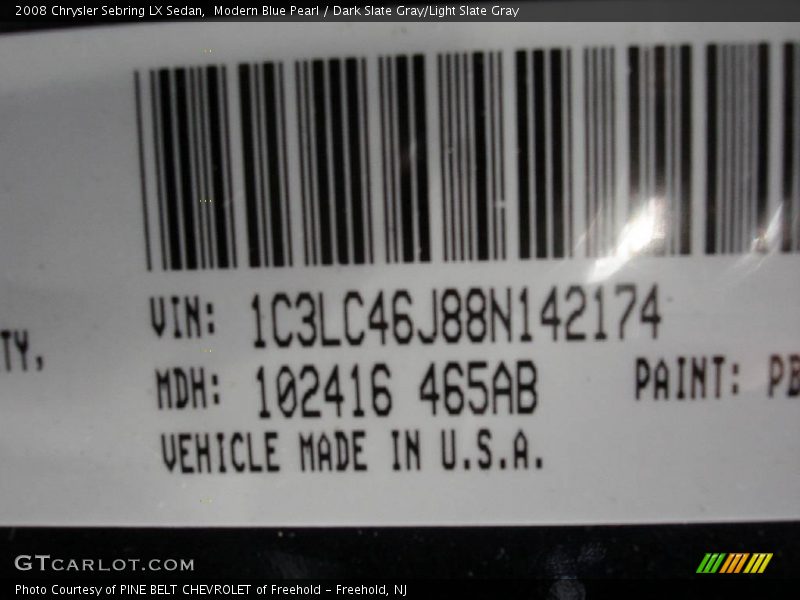 2008 Chrysler Sebring LX Sedan,  Modern Blue Pearl / Dark Slate Gray/Light Slate Gray
VIN: 1C3LC46J88N142174
TY,
MDH: 102416 465AB
PAINT: PB
VEHICLE MADE IN U.S.A.
GTCARLOT.COM
Photo Courtesy of PINE BELT CHEVROLET of Freehold - Freehold, NJ